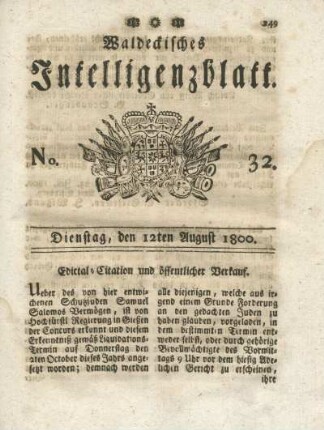 249
Waldeckisches
Intelligenzblatt.
No. 32.
Dienstag, den 12ten August 1800.
Edictal-Citation und öffentlicher Verkauf.
Ueber des von hier entwi-
chenen Schutzjuden Samuel
Salomos Vermögen, ist von
Hochfürstl Regierung in Gießen
der Concurs erkannt und diesem
Erkenntniß gemäß Liquidations-
Termin auf Donnerstag den
2ten October dieses Jahrs ange-
setzt worden; demnach werden
alle diejenigen, welche aus ir-
gend einem Grunde Forderung
an den gedachten Juden zu
haben glauben, vorgeladen, in
dem bestimmten Termin ent-
weder selbst, oder durch gehörige
Bevollmächtigte des Vormit-
tags 9 Uhr vor dem hiesig Ade-
lichen Gericht zu erscheinen,
ihre